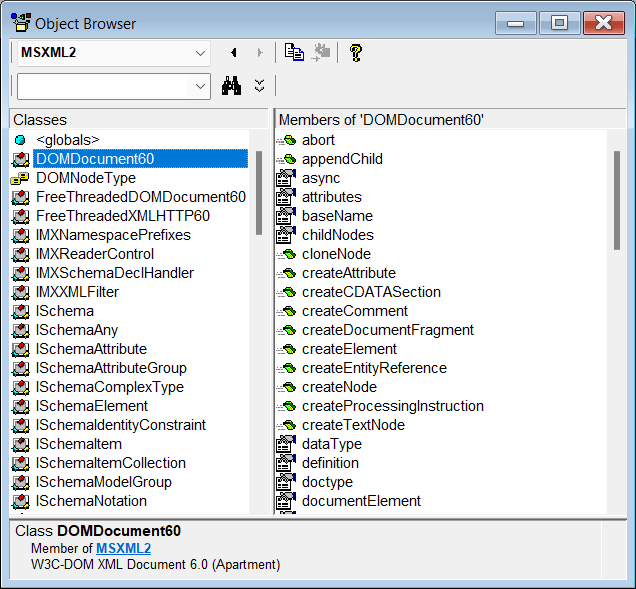 Object Browser
MSXML2
Classes
<globals>
DOMDocument60
DOMNodeType
FreeThreadedDOMDocument60
FreeThreadedXMLHTTP60
IMXNamespacePrefixes
IMXReaderControl
IMXSchemaDeclHandler
IMXXMLFilter
ISchema
ISchemaAny
ISchemaAttribute
ISchemaAttributeGroup
ISchemaComplexType
ISchemaElement
ISchemaIdentityConstraint
ISchemaItem
ISchemaItemCollection
ISchemaModelGroup
ISchemaNotation
Members of 'DOMDocument60'
abort
appendChild
async
attributes
baseName
childNodes
cloneNode
createAttribute
createCDATASection
createComment
createDocumentFragment
createElement
createEntityReference
createNode
createProcessingInstruction
createTextNode
dataType
definition
doctype
documentElement
Class DOMDocument60
Member of MSXML2
W3C-DOM XML Document 6.0 (Apartment)